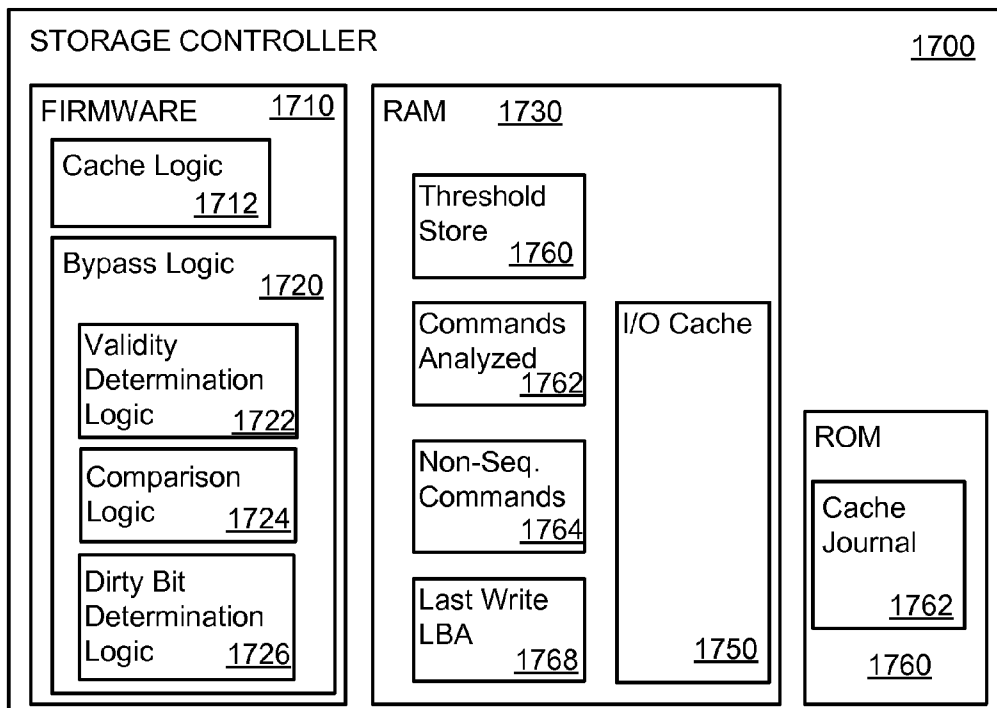 STORAGE CONTROLLER
1700
FIRMWARE
1710
Cache Logic
1712
Bypass Logic
1720
Validity
Determination
Logic
1722
Comparison
Logic
1724
Dirty Bit
Determination
Logic
1726
RAM
1730
Threshold
Store
1760
Commands
Analyzed
1762
Non-Seq.
Commands
1764
Last Write
LBA
1768
I/O Cache
1750
ROM
Cache
Journal
1762
1760